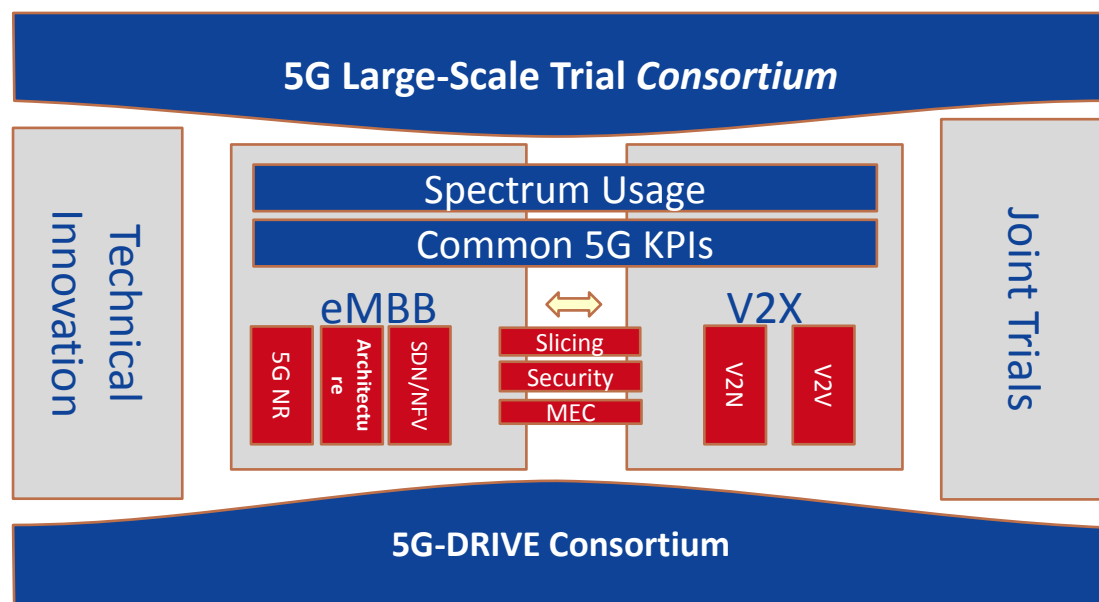 5G Large-Scale Trial Consortium
Technical
Innovation
Spectrum Usage
Common 5G KPIs
eMBB
5G NR
Architectu
re
SDN/NFV
Slicing
Security
MEC
V2X
V2N
V2V
Joint Trials
5G-DRIVE Consortium